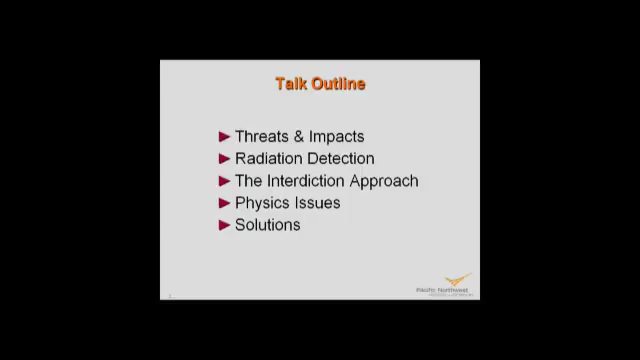 Talk Outline
Threats & Impacts
Radiation Detection
The Interdiction Approach
Physics Issues
Solutions
Pacific Northwest